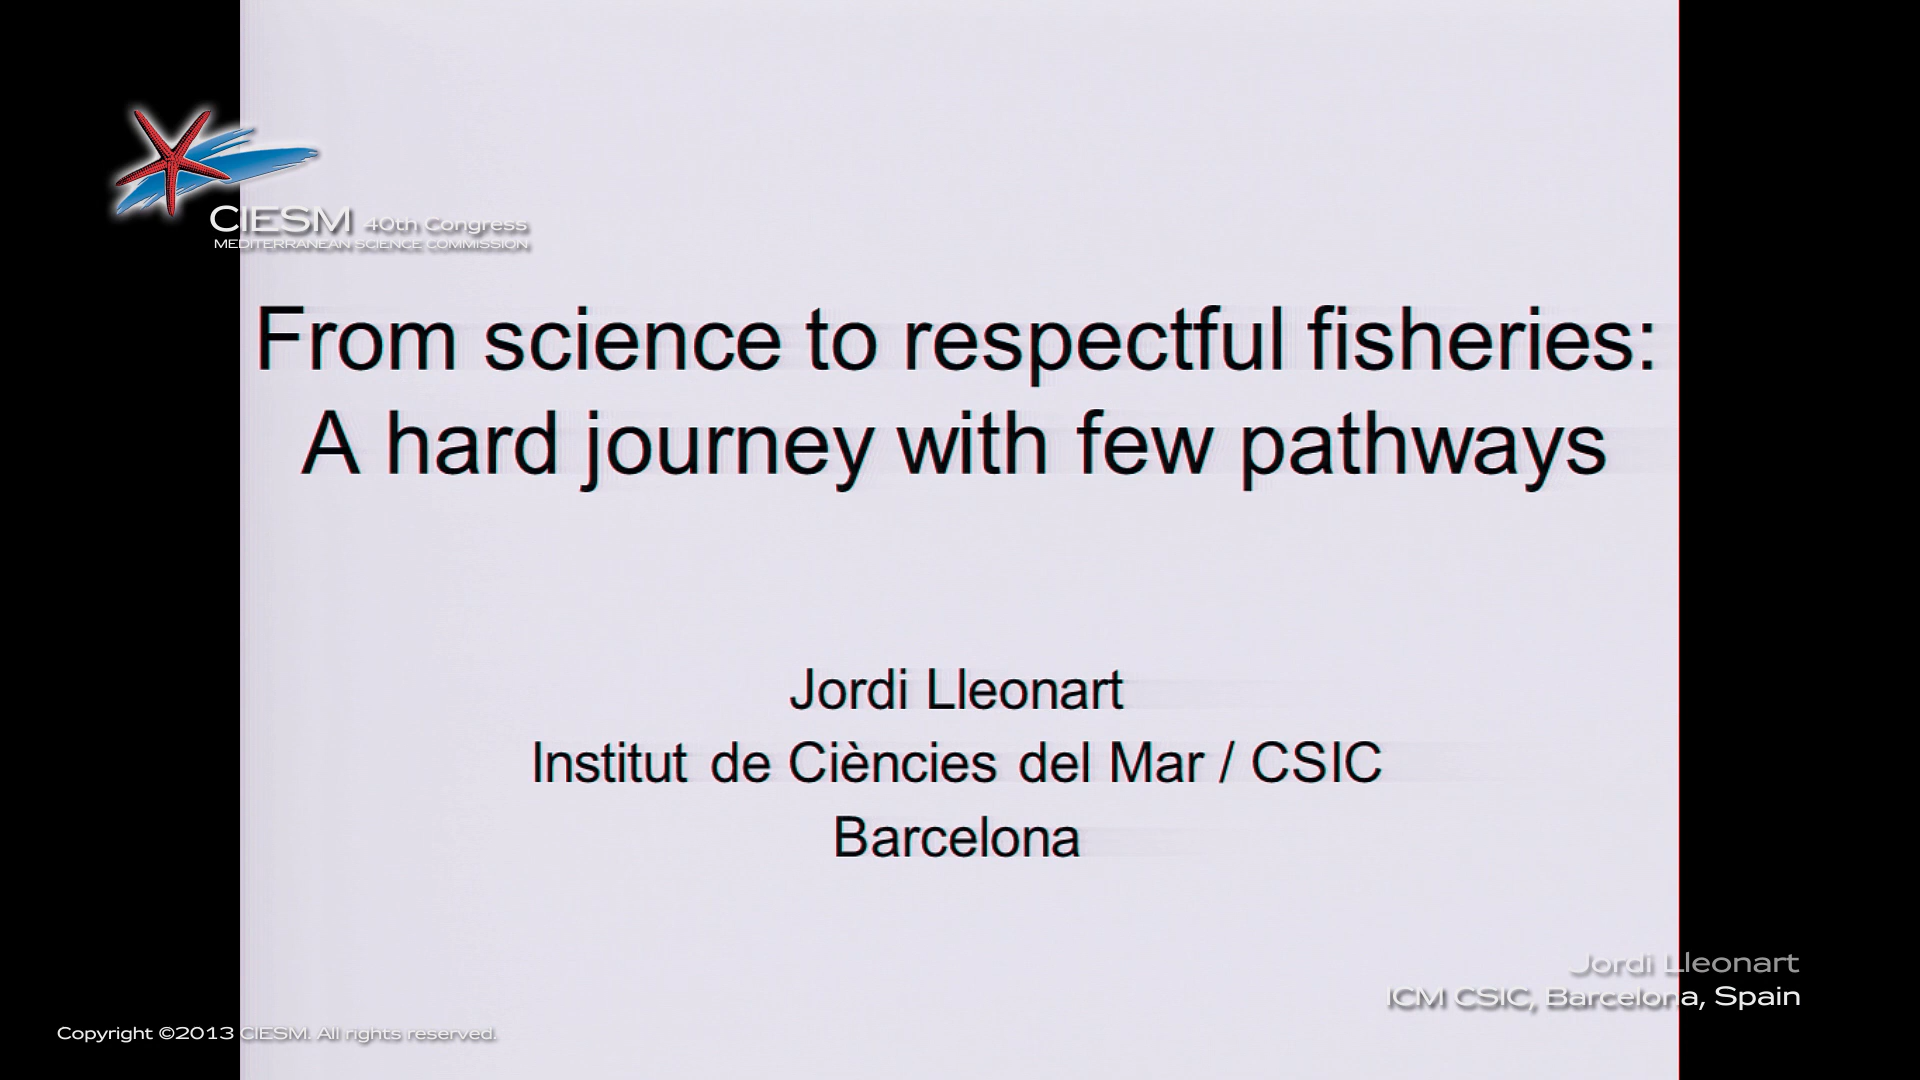 CIESM 40th Congress
MEDITERRANEAN SCIENCE COMMISSION
From science to respectful fisheries:
A hard journey with few pathways
Jordi Lleonart
Institut de Ciències del Mar / CSIC
Barcelona
Jordi Lleonart
ICM CSIC, Barcelona, Spain
Copyright ©2013 CIESM. All rights reserved.